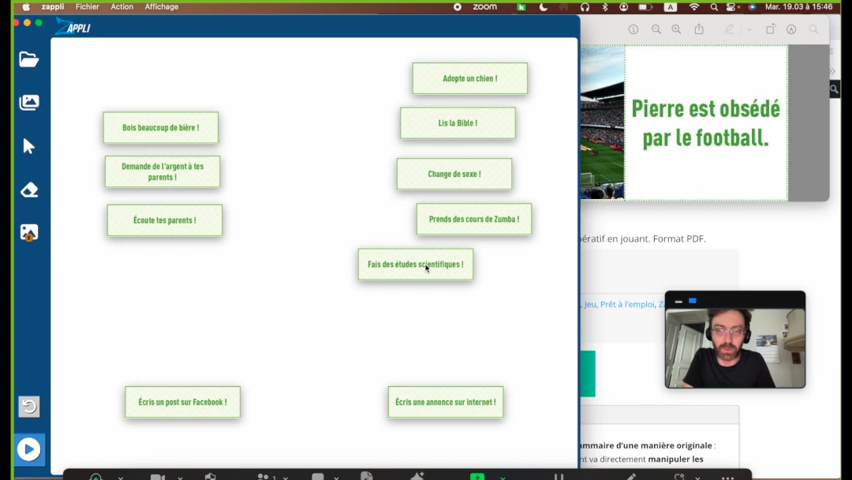 zappli Fichier Action Affichage
zoom
A
Mar. 19.03 à 15:46
ZAPPLI
Adopte un chien !
Bois beaucoup de bière !
Lis la Bible !
Demande de l'argent à tes
parents !
Change de sexe !
Écoute tes parents !
Prends des cours de Zumba !
Fais des études scientifiques !
Écris un post sur Facebook !
Écris une annonce sur internet !
Pierre est obsédé
par le football.
ératif en jouant. Format PDF.
, Jeu, Prêt à l'emploi,
ammaire d'une manière originale :
nt va directement manipuler les